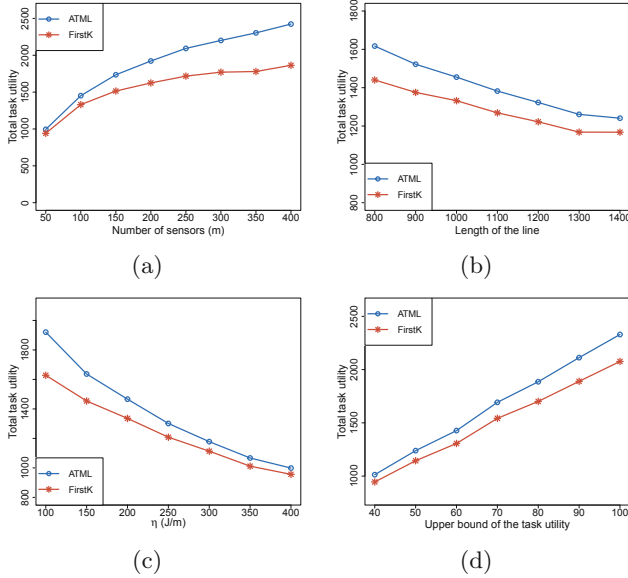 2500
2000
1500
1000
500
0
Total task utility
ATML
FirstK
50 100 150 200 250 300 350 400
Number of sensors (m)
(a)
1800
1600
1400
1200
1000
800
Total task utility
ATML
FirstK
800 900 1000 1100 1200 1300 1400
Length of the line
(b)
1800
1400
1000
800
Total task utility
ATML
FirstK
100 150 200 250 300 350 400
η (J/m)
(c)
2500
2000
1500
1000
Total task utility
ATML
FirstK
40 50 60 70 80 90 100
Upper bound of the task utility
(d)